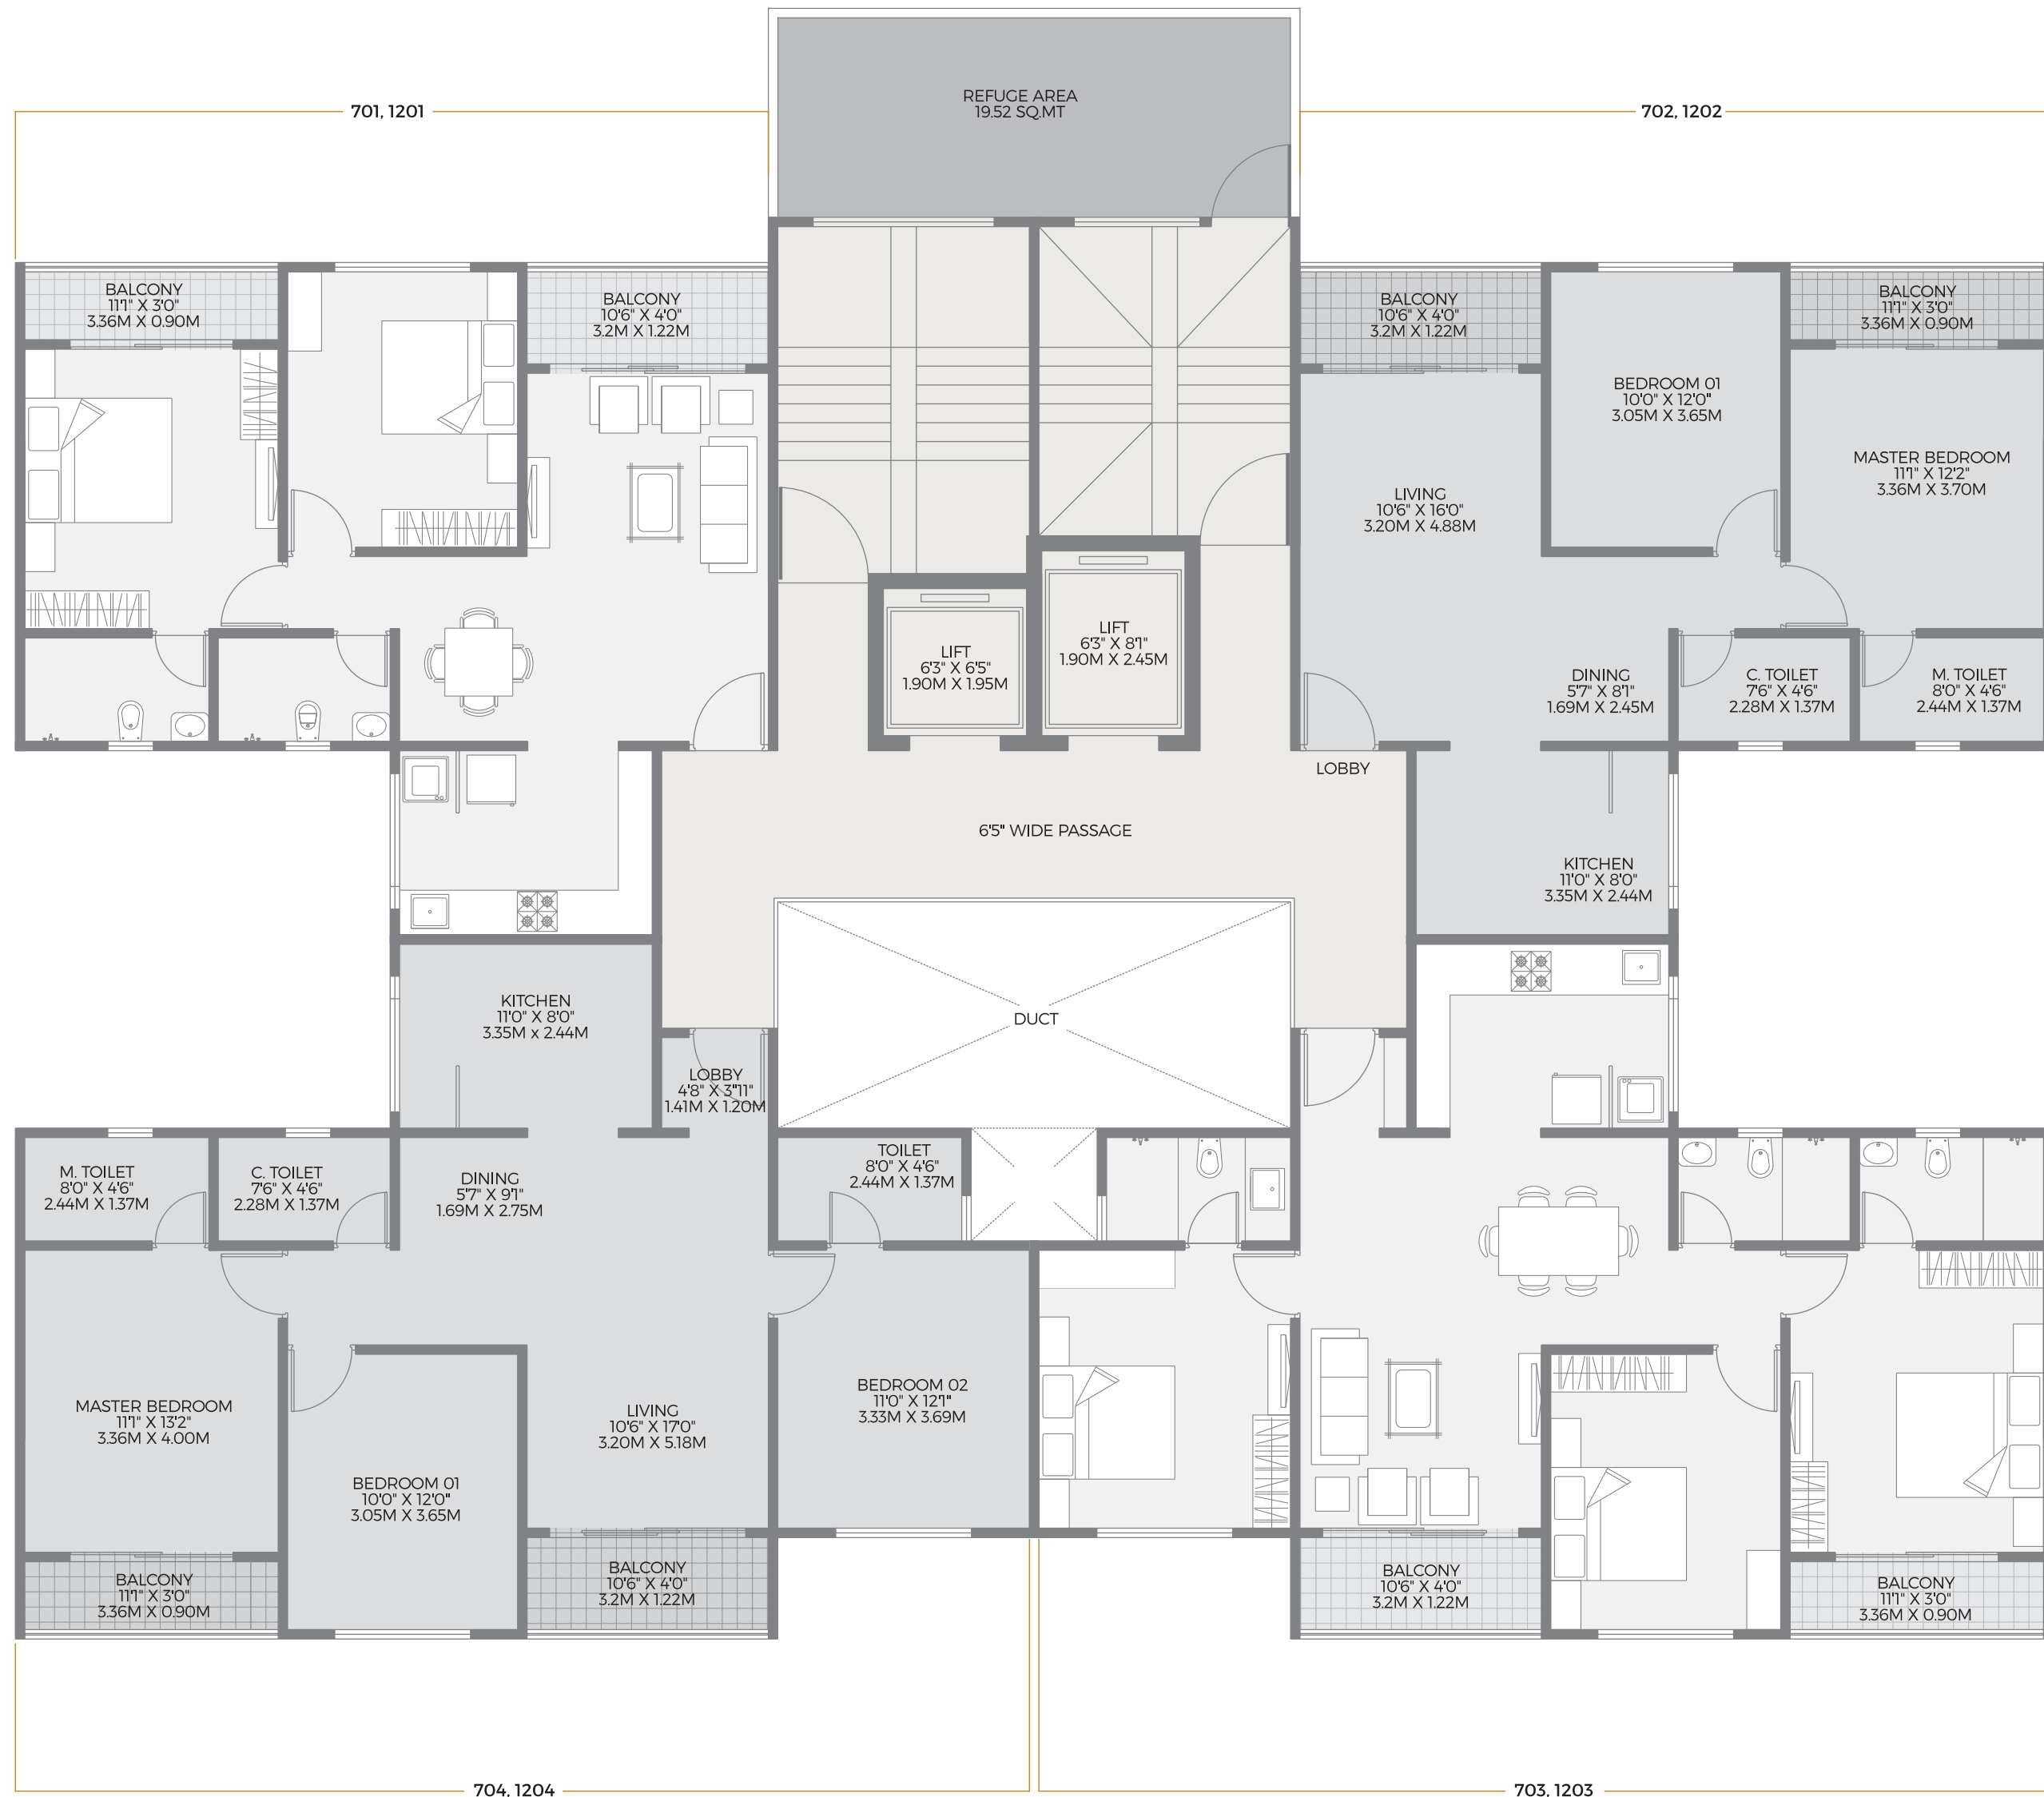 REFUGE AREA
19.52 SQ.MT
701, 1201
702, 1202
BALCONY
11'1" X 3'0"
3.36M X 0.90M
BALCONY
10'6" X 4'0"
3.2M X 1.22M
BALCONY
10'6" X 4'0"
3.2M X 1.22M
BALCONY
11'1" X 3'0"
3.36M X 0.90M
BEDROOM 01
10'0" X 12'0"
3.05M X 3.65M
MASTER BEDROOM
11'1" X 12'2"
3.36M X 3.70M
LIVING
10'6" X 16'0"
3.20M X 4.88M
LIFT
6'3" X 6'5"
1.90M X 1.95M
LIFT
6'3" X 8'1"
1.90M X 2.45M
DINING
5'7" X 8'1"
1.69M X 2.45M
C. TOILET
7'6" X 4'6"
2.28M X 1.37M
M. TOILET
8'0" X 4'6"
2.44M X 1.37M
LOBBY
6'5" WIDE PASSAGE
KITCHEN
11'0" X 8'0"
3.35M X 2.44M
KITCHEN
11'0" X 8'0"
3.35M x 2.44M
DUCT
LOBBY
4'8" X 3"11"
1.41M X 1.20M
M. TOILET
8'0" X 4'6"
2.44M X 1.37M
C. TOILET
7'6" X 4'6"
2.28M X 1.37M
DINING
5'7" X 9'1"
1.69M X 2.75M
TOILET
8'0" X 4'6"
2.44M X 1.37M
MASTER BEDROOM
11'1" X 13'2"
3.36M X 4.00M
BEDROOM 01
10'0" X 12'0"
3.05M X 3.65M
LIVING
10'6" X 17'0"
3.20M X 5.18M
BEDROOM 02
11'0" X 12'1"
3.33M X 3.69M
BALCONY
11'1" X 3'0"
3.36M X 0.90M
BALCONY
10'6" X 4'0"
3.2M X 1.22M
BALCONY
10'6" X 4'0"
3.2M X 1.22M
BALCONY
11'1" X 3'0"
3.36M X 0.90M
704, 1204
703, 1203